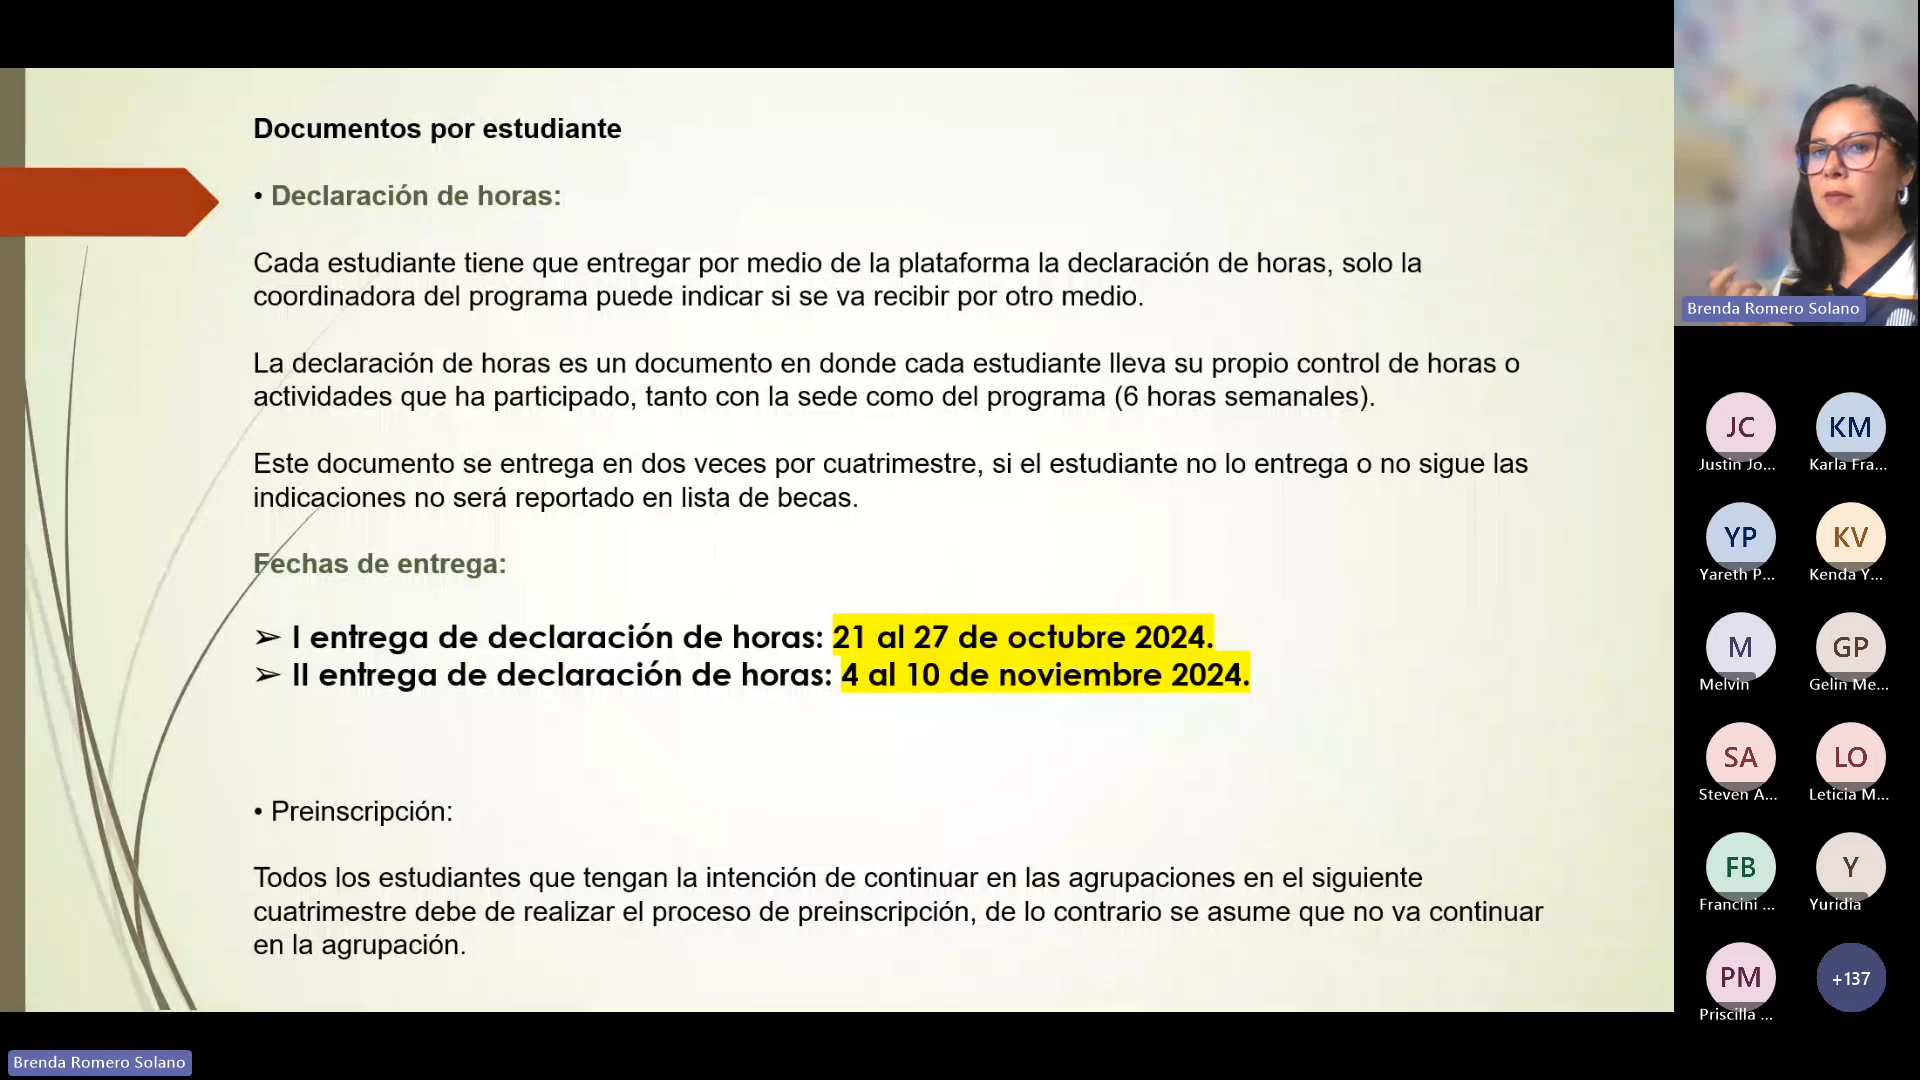 Documentos por estudiante
• Declaración de horas:
Cada estudiante tiene que entregar por medio de la plataforma la declaración de horas, solo la
coordinadora del programa puede indicar si se va recibir por otro medio.
La declaración de horas es un documento en donde cada estudiante lleva su propio control de horas o
actividades que ha participado, tanto con la sede como del programa (6 horas semanales).
Este documento se entrega en dos veces por cuatrimestre, si el estudiante no lo entrega o no sigue las
indicaciones no será reportado en lista de becas.
Fechas de entrega:
➢ I entrega de declaración de horas: 21 al 27 de octubre 2024.
➢ II entrega de declaración de horas: 4 al 10 de noviembre 2024.
• Preinscripción:
Todos los estudiantes que tengan la intención de continuar en las agrupaciones en el siguiente
cuatrimestre debe de realizar el proceso de preinscripción, de lo contrario se asume que no va continuar
en la agrupación.
Brenda Romero Solano
JC
KM
Justin Jo...
Karla Fra...
YP
KV
Yareth P...
Kenda Y...
M
GP
Melvin
Gelin Me...
SA
LO
Steven A...
Leticia M...
FB
Y
Francini ...
Yuridia
PM
+137
Priscilla ...
Brenda Romero Solano